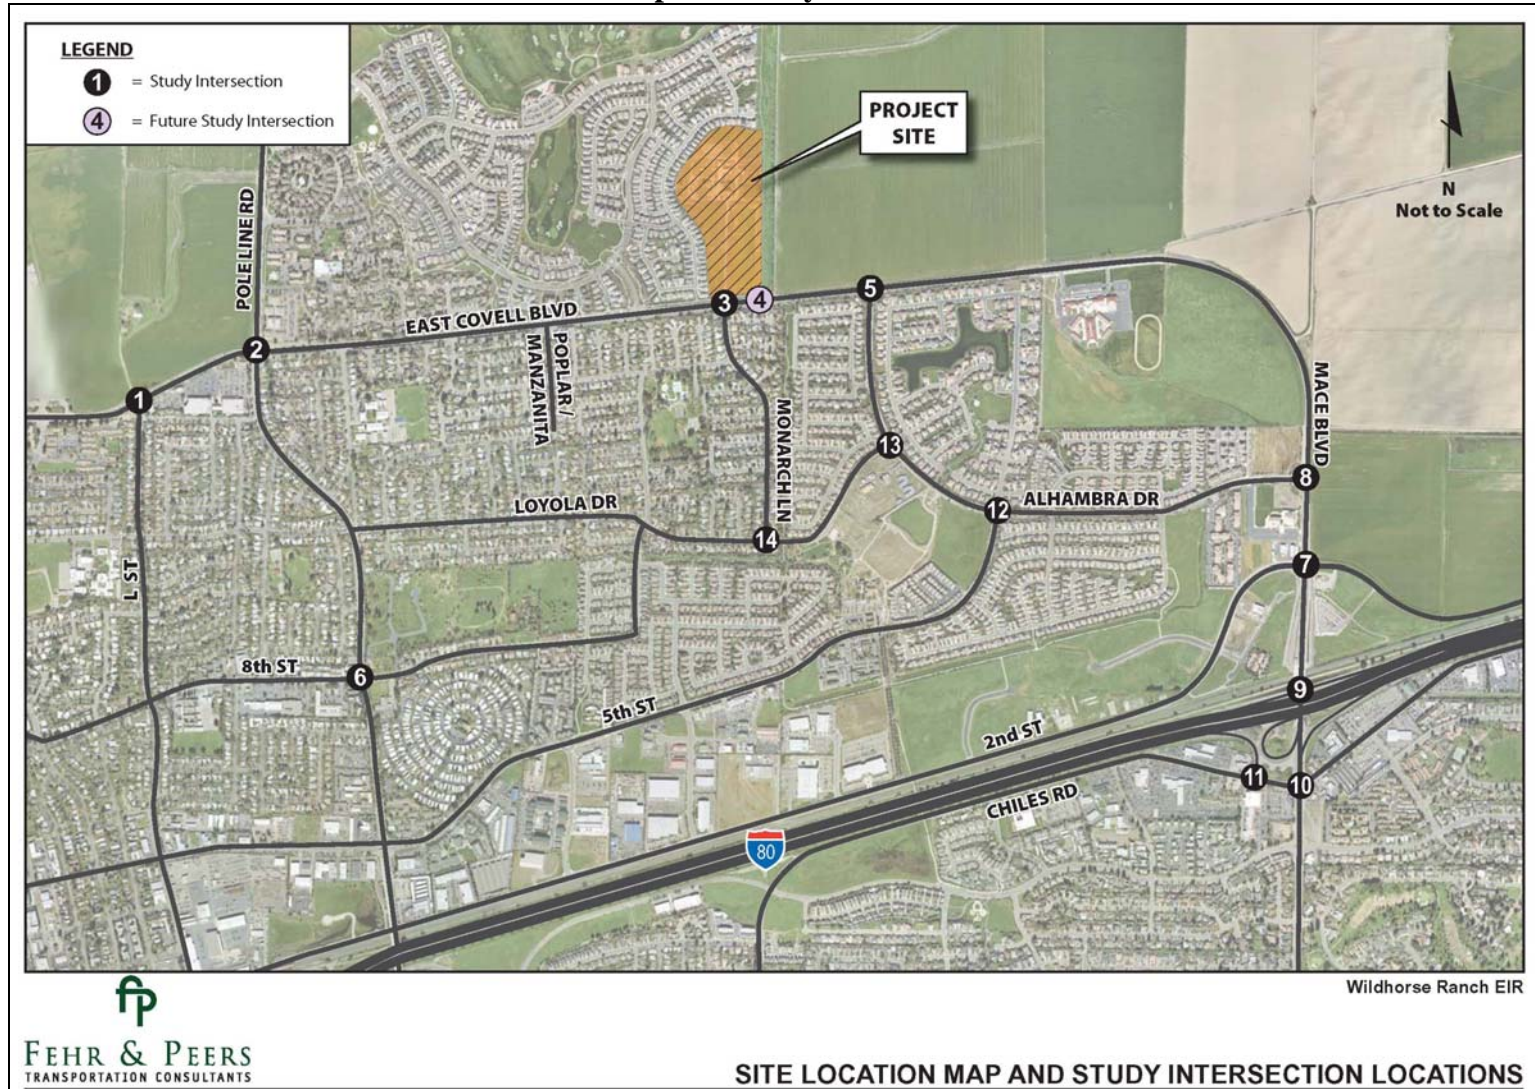 LEGEND
1 = Study Intersection
4 = Future Study Intersection
PROJECT
SITE
N
Not to Scale
POLE LINE RD
EAST COVELL BLVD
POPLAR /
MANZANITA
MONARCH LN
MACE BLVD
LOYOLA DR
ALHAMBRA DR
L ST
8th ST
5th ST
2nd ST
CHILES RD
80
1
2
3
4
5
6
7
8
9
10
11
12
13
14
Wildhorse Ranch EIR
fp
FEHR & PEERS
TRANSPORTATION CONSULTANTS
SITE LOCATION MAP AND STUDY INTERSECTION LOCATIONS